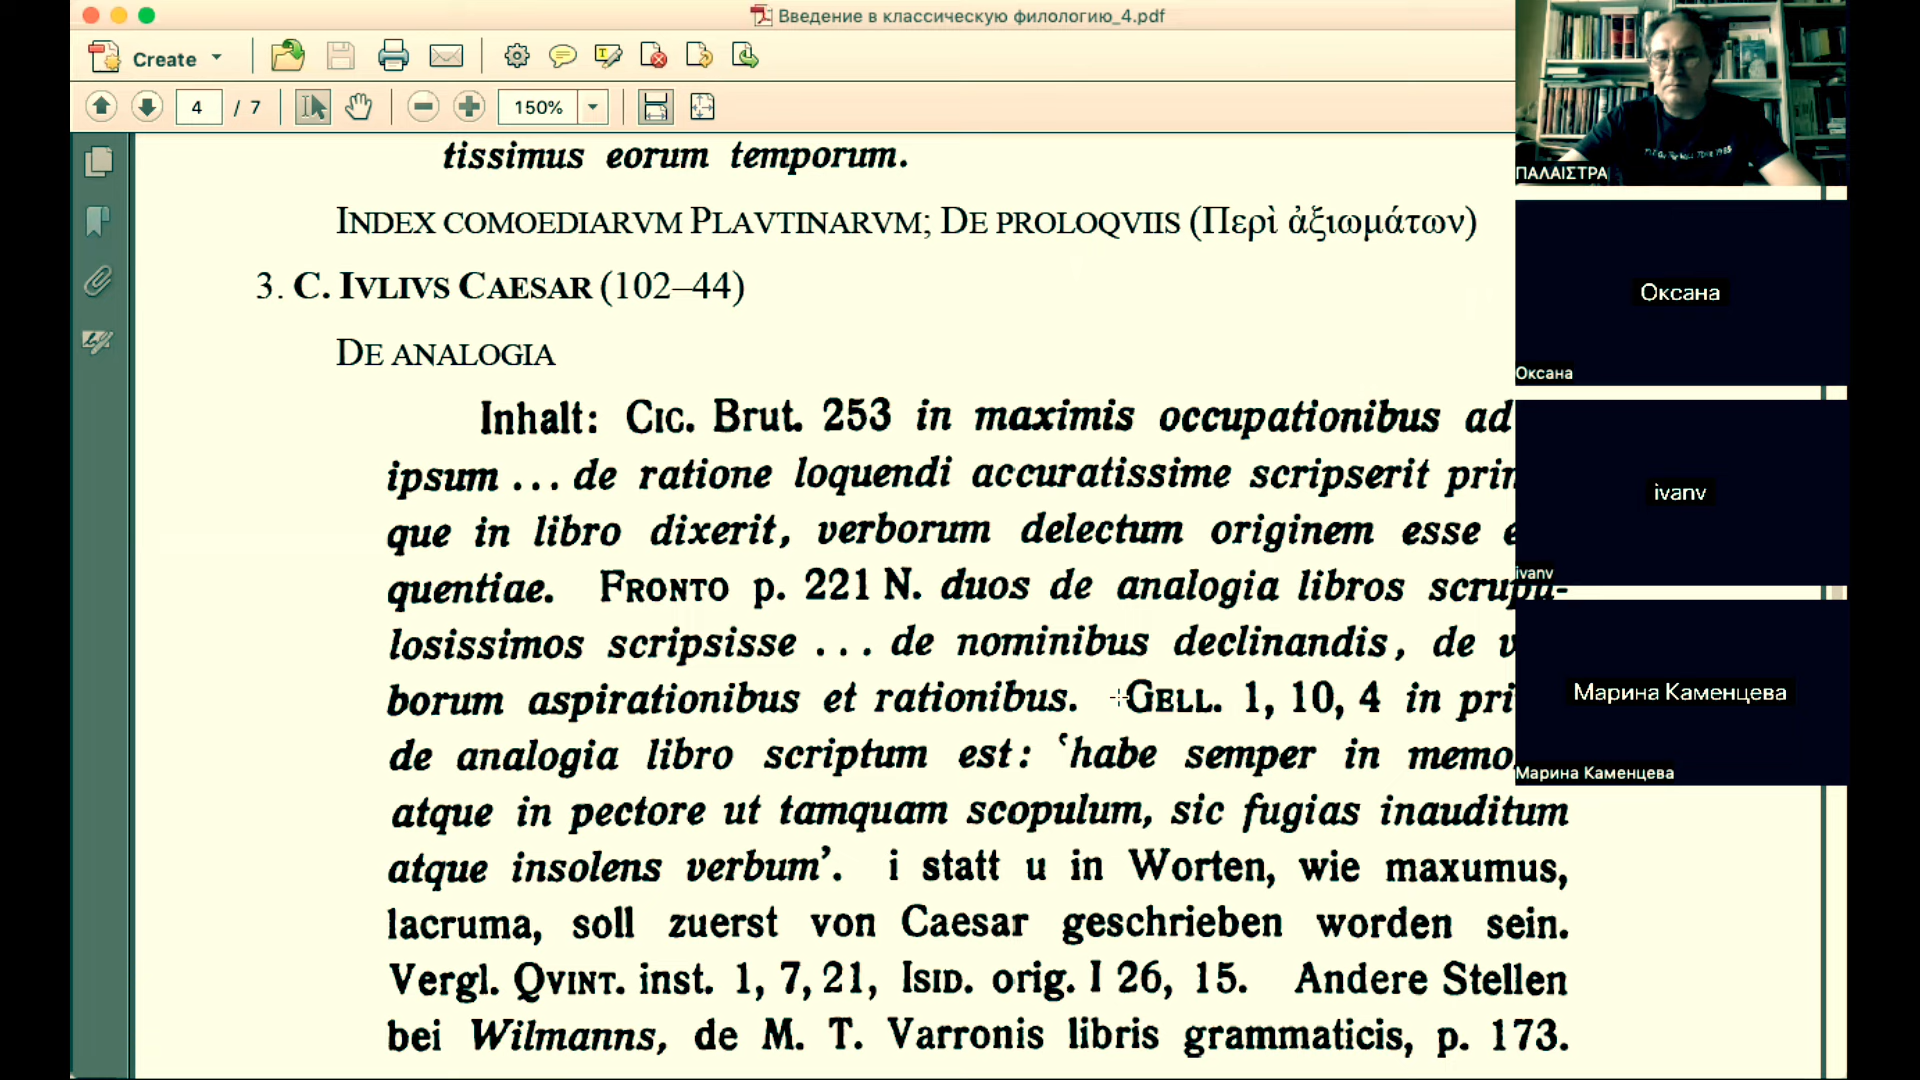 Введение в классическую филологию_4.pdf
Create
4 / 7
150%
tissimus eorum temporum.
INDEX COMOEDIARVM PLAVTINARVM; DE PROLOQVIIS (Περὶ ἀξιωμάτων)
3. C. IVLIVS CAESAR (102–44)
DE ANALOGIA
Inhalt: CIC. Brut. 253 in maximis occupationibus ad
ipsum ... de ratione loquendi accuratissime scripserit
que in libro dixerit, verborum delectum originem esse
quentiae. FRONTO p. 221 N. duos de analogia libros scrupu-
losissimos scripsisse ... de nominibus declinandis, de
borum aspirationibus et rationibus. GELL. 1, 10, 4 in
de analogia libro scriptum est: ‘habe semper in
atque in pectore ut tamquam scopulum, sic fugias inauditum
atque insolens verbum’. i statt u in Worten, wie maxumus,
lacruma, soll zuerst von Caesar geschrieben worden sein.
Vergl. QVINT. inst. 1, 7, 21, ISID. orig. I 26, 15. Andere Stellen
bei Wilmanns, de M. T. Varronis libris grammaticis, p. 173.
ΠΑΛΑΙΣΤΡΑ
Оксана
Оксана
ivanv
ivanv
Марина Каменцева
Марина Каменцева